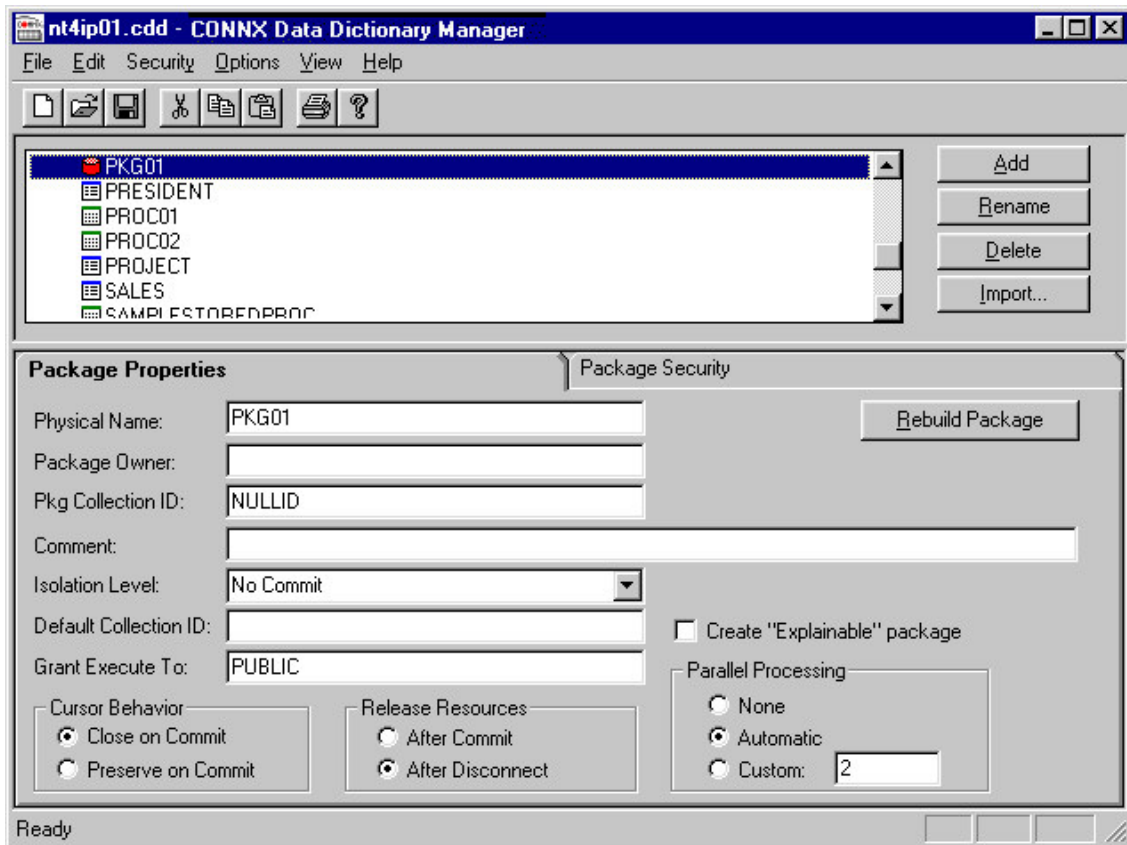 nt4ip01.cdd - CONNX Data Dictionary Manager
File Edit Security Options View Help
PKG01
Add
PRESIDENT
Rename
PROC01
PROC02
Delete
PROJECT
SALES
Import...
SAMPLESTOREDPROC
Package Properties
Package Security
Physical Name: PKG01
Rebuild Package
Package Owner:
Pkg Collection ID: NULLID
Comment:
Isolation Level: No Commit
Default Collection ID:
Create "Explainable" package
Grant Execute To: PUBLIC
Parallel Processing
Cursor Behavior
Release Resources
None
Close on Commit
After Commit
Automatic
Preserve on Commit
After Disconnect
Custom: 2
Ready